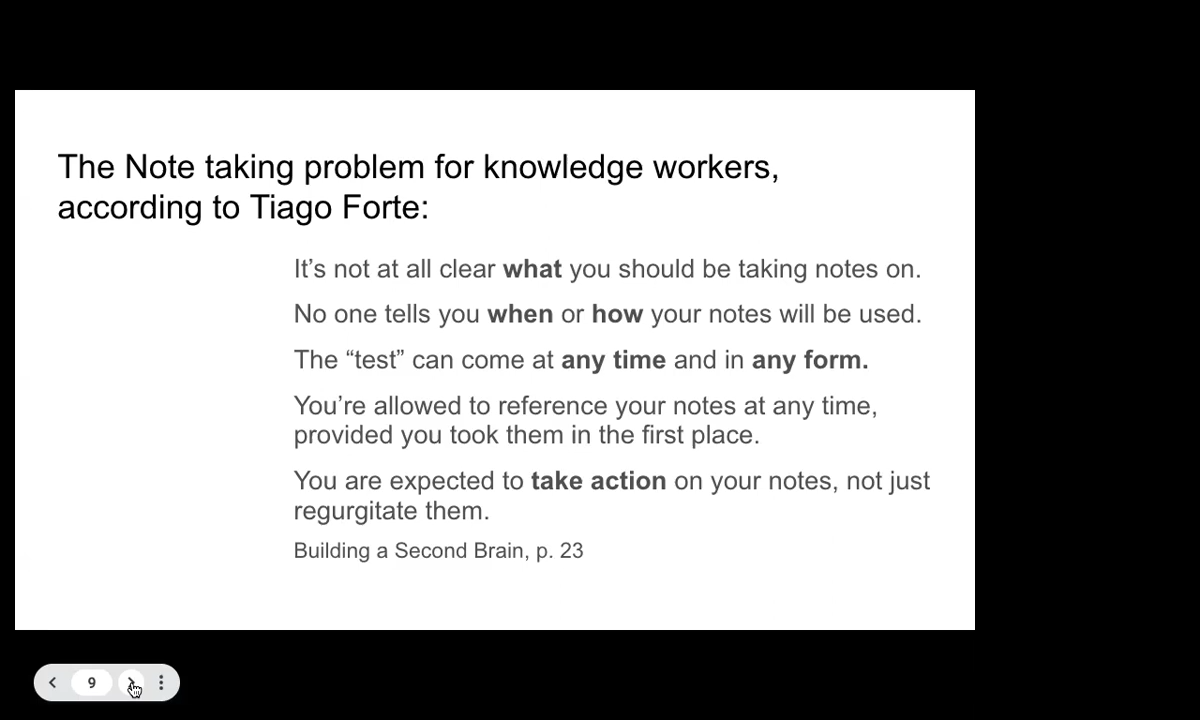 The Note taking problem for knowledge workers,
according to Tiago Forte:
It’s not at all clear what you should be taking notes on.
No one tells you when or how your notes will be used.
The “test” can come at any time and in any form.
You’re allowed to reference your notes at any time,
provided you took them in the first place.
You are expected to take action on your notes, not just
regurgitate them.
Building a Second Brain, p. 23
9